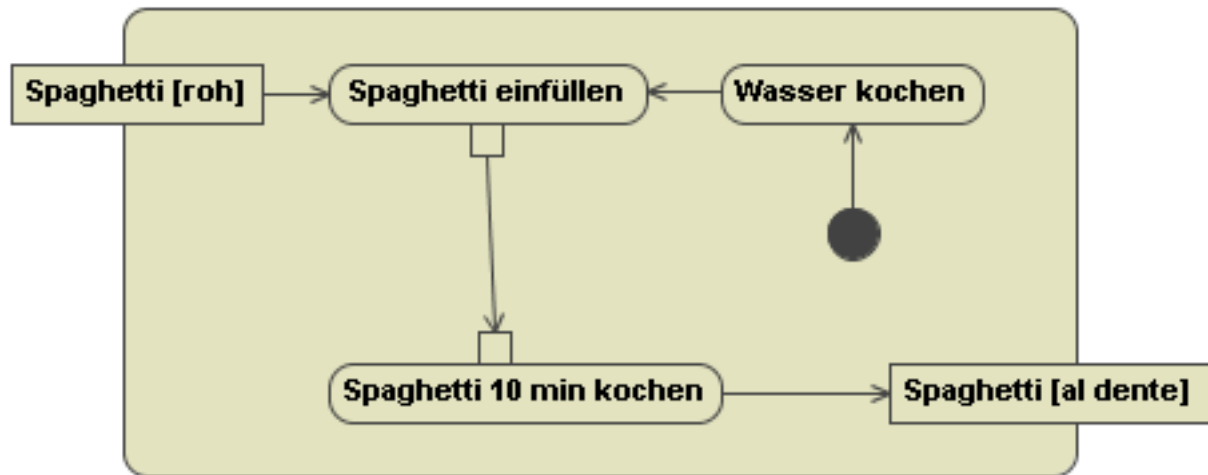 Spaghetti [roh]
Spaghetti einfüllen
Wasser kochen
Spaghetti 10 min kochen
Spaghetti [al dente]